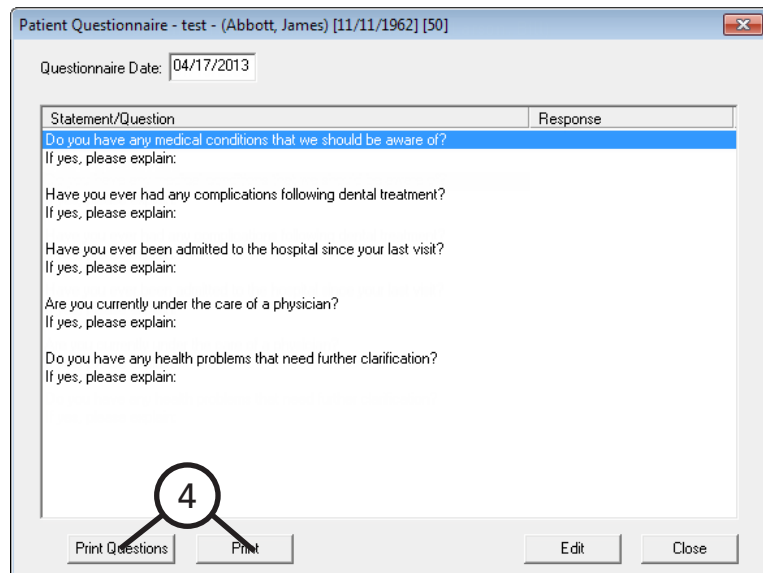 Patient Questionnaire - test - (Abbott, James) [11/11/1962] [50]
Questionnaire Date: 04/17/2013
Statement/Question Response
Do you have any medical conditions that we should be aware of?
If yes, please explain:
Have you ever had any complications following dental treatment?
If yes, please explain:
Have you ever been admitted to the hospital since your last visit?
If yes, please explain:
Are you currently under the care of a physician?
If yes, please explain:
Do you have any health problems that need further clarification?
If yes, please explain:
4
Print Questions Print Edit Close